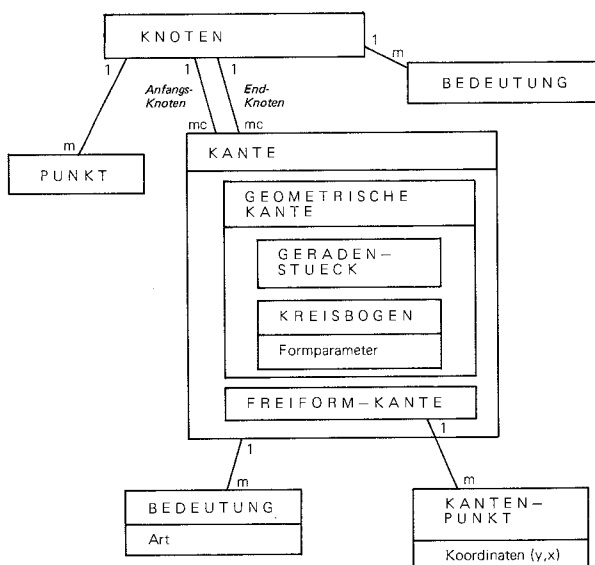 KNOTEN
1
m
BEDEUTUNG
1
1
1
Anfangs-
Knoten
End-
Knoten
mc
mc
m
PUNKT
KANTE
GEOMETRISCHE
KANTE
GERADEN-
STUECK
KREISBOGEN
Formparameter
FREIFORM-KANTE
1
1
m
m
BEDEUTUNG
Art
KANTEN-
PUNKT
Koordinaten (y,x)